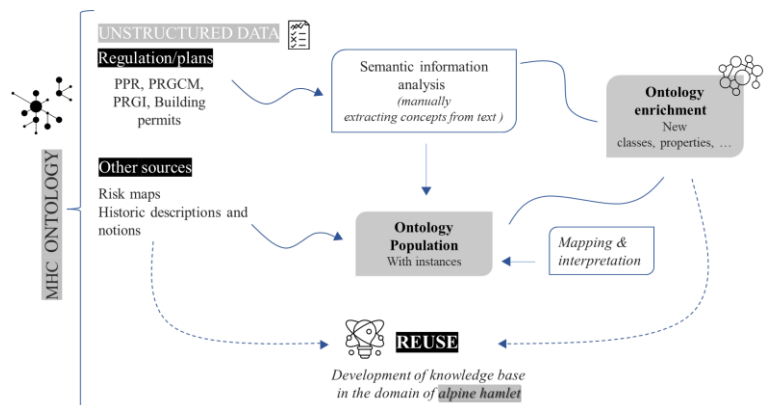 MHC ONTOLOGY
UNSTRUCTURED DATA
Regulation/plans
PPR, PRGCM,
PRGI, Building
permits
Other sources
Risk maps
Historic descriptions and
notions
Semantic information
analysis
(manually
extracting concepts from text )
Ontology
enrichment
New
classes, properties, …
Ontology
Population
With instances
Mapping &
interpretation
REUSE
Development of knowledge base
in the domain of alpine hamlet